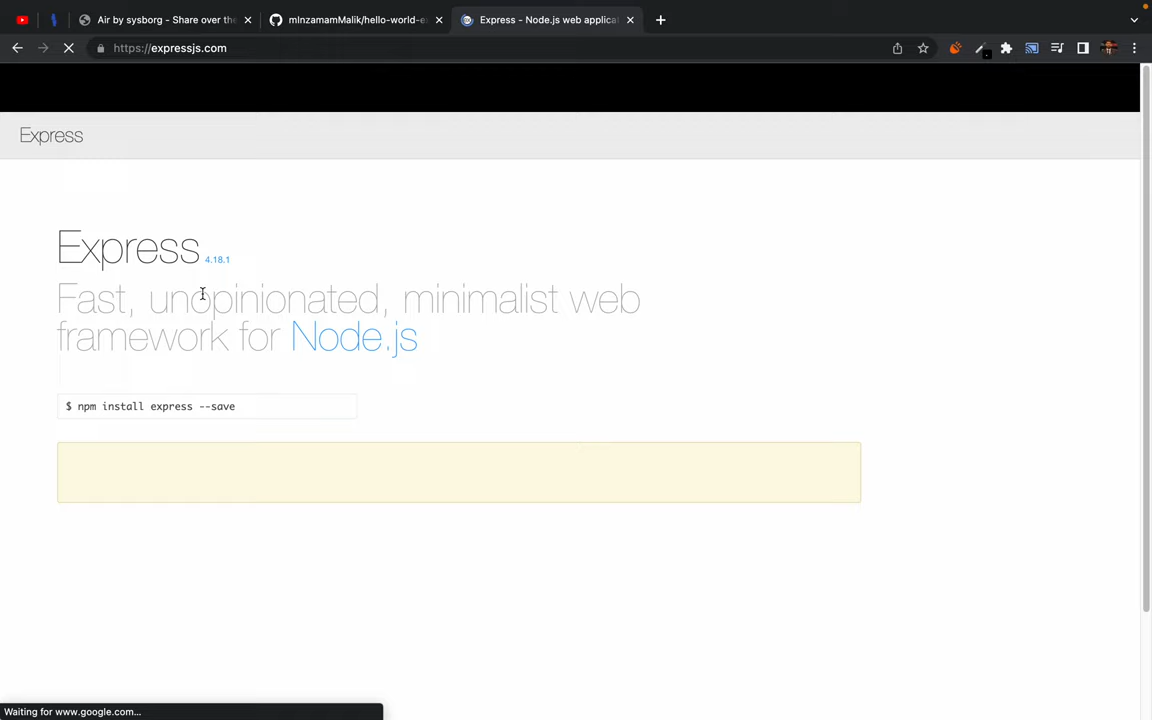 Air by sysborg - Share over the
mInzamamMalik/hello-world-e
Express - Node.js web applica
https://expressjs.com
Express
Express 4.18.1
Fast, unopinionated, minimalist web
framework for Node.js
$ npm install express --save
Waiting for www.google.com...